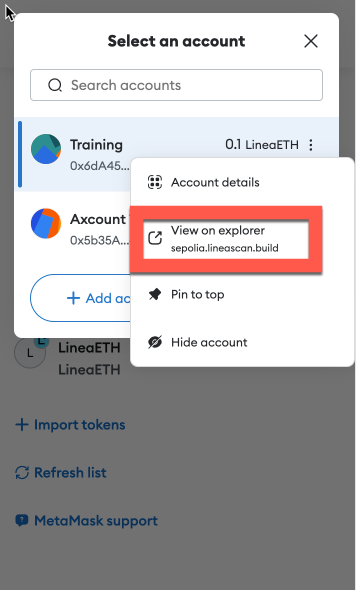 Select an account
Search accounts
Training
0.1 LineaETH
0x6dA45...
Account details
Axcount
0x5b35A...
View on explorer
sepolia.lineascan.build
+ Add ac
Pin to top
Hide account
L
L
LineaETH
LineaETH
+ Import tokens
Refresh list
MetaMask support